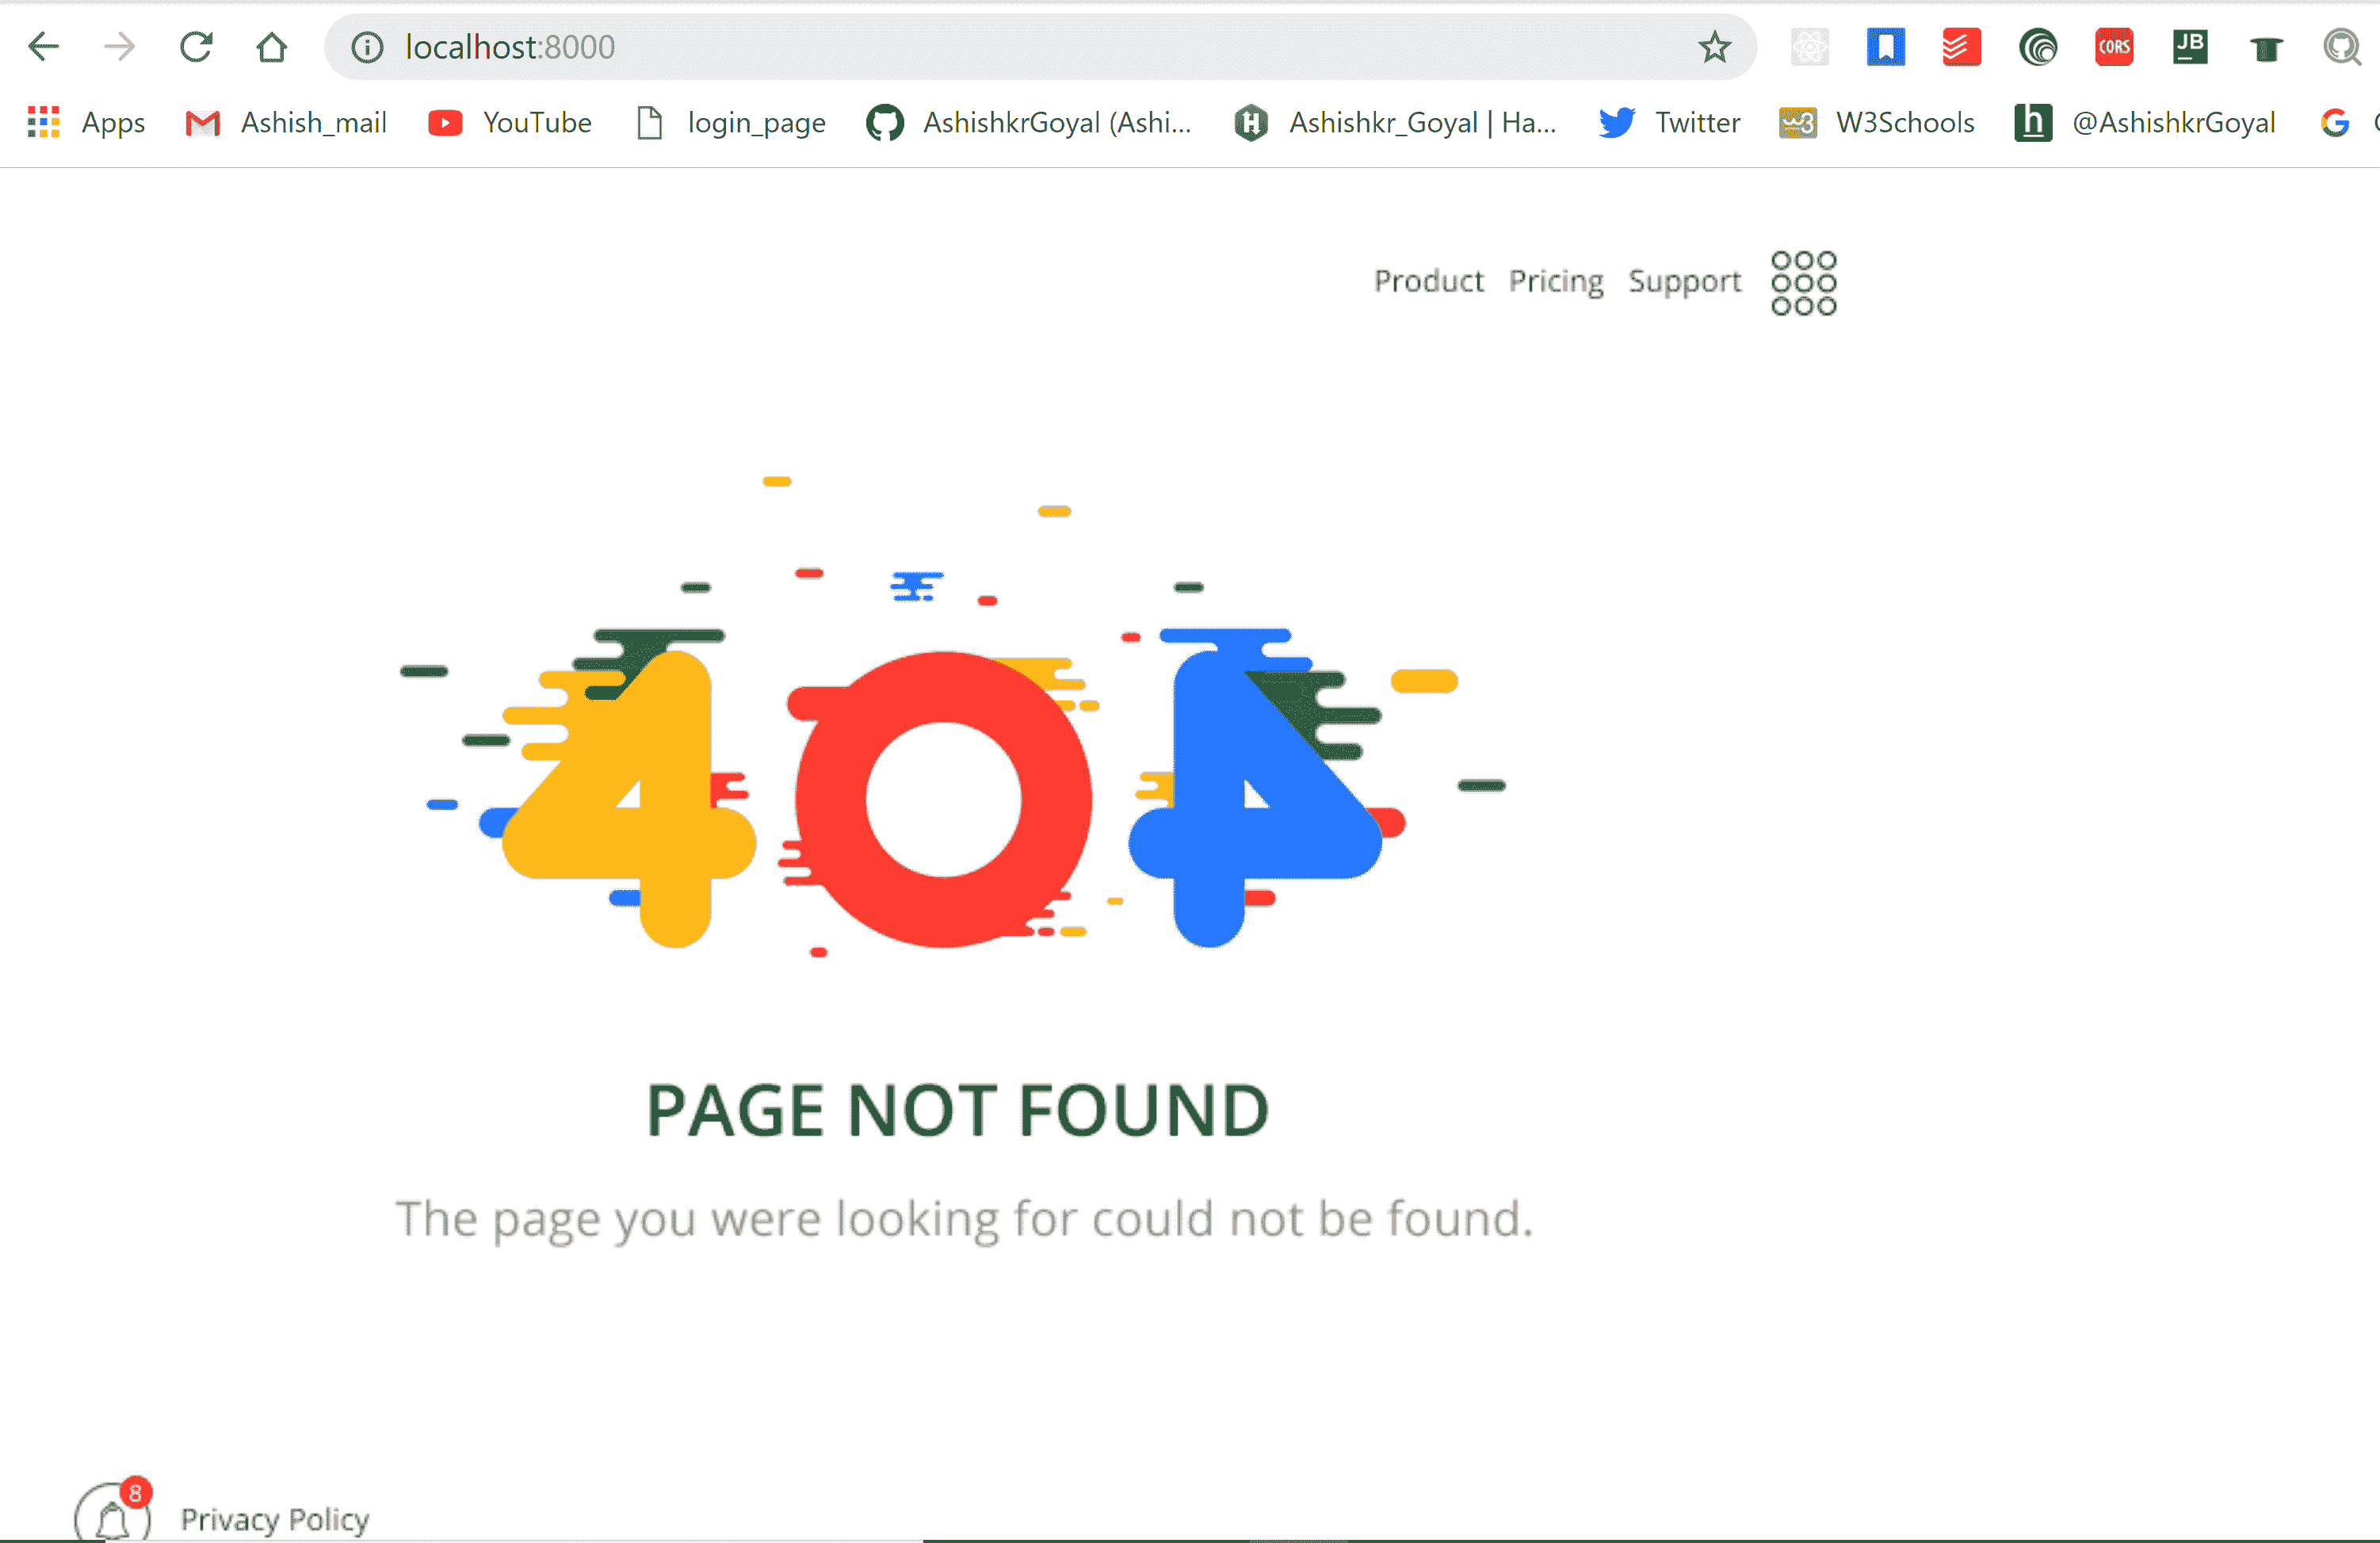 localhost:8000
CORS
JB
Apps Ashish_mail YouTube login_page AshishkrGoyal (Ashi... Ashishkr_Goyal | Ha... Twitter w3 W3Schools h @AshishkrGoyal G
Product Pricing Support
404
PAGE NOT FOUND
The page you were looking for could not be found.
8
Privacy Policy